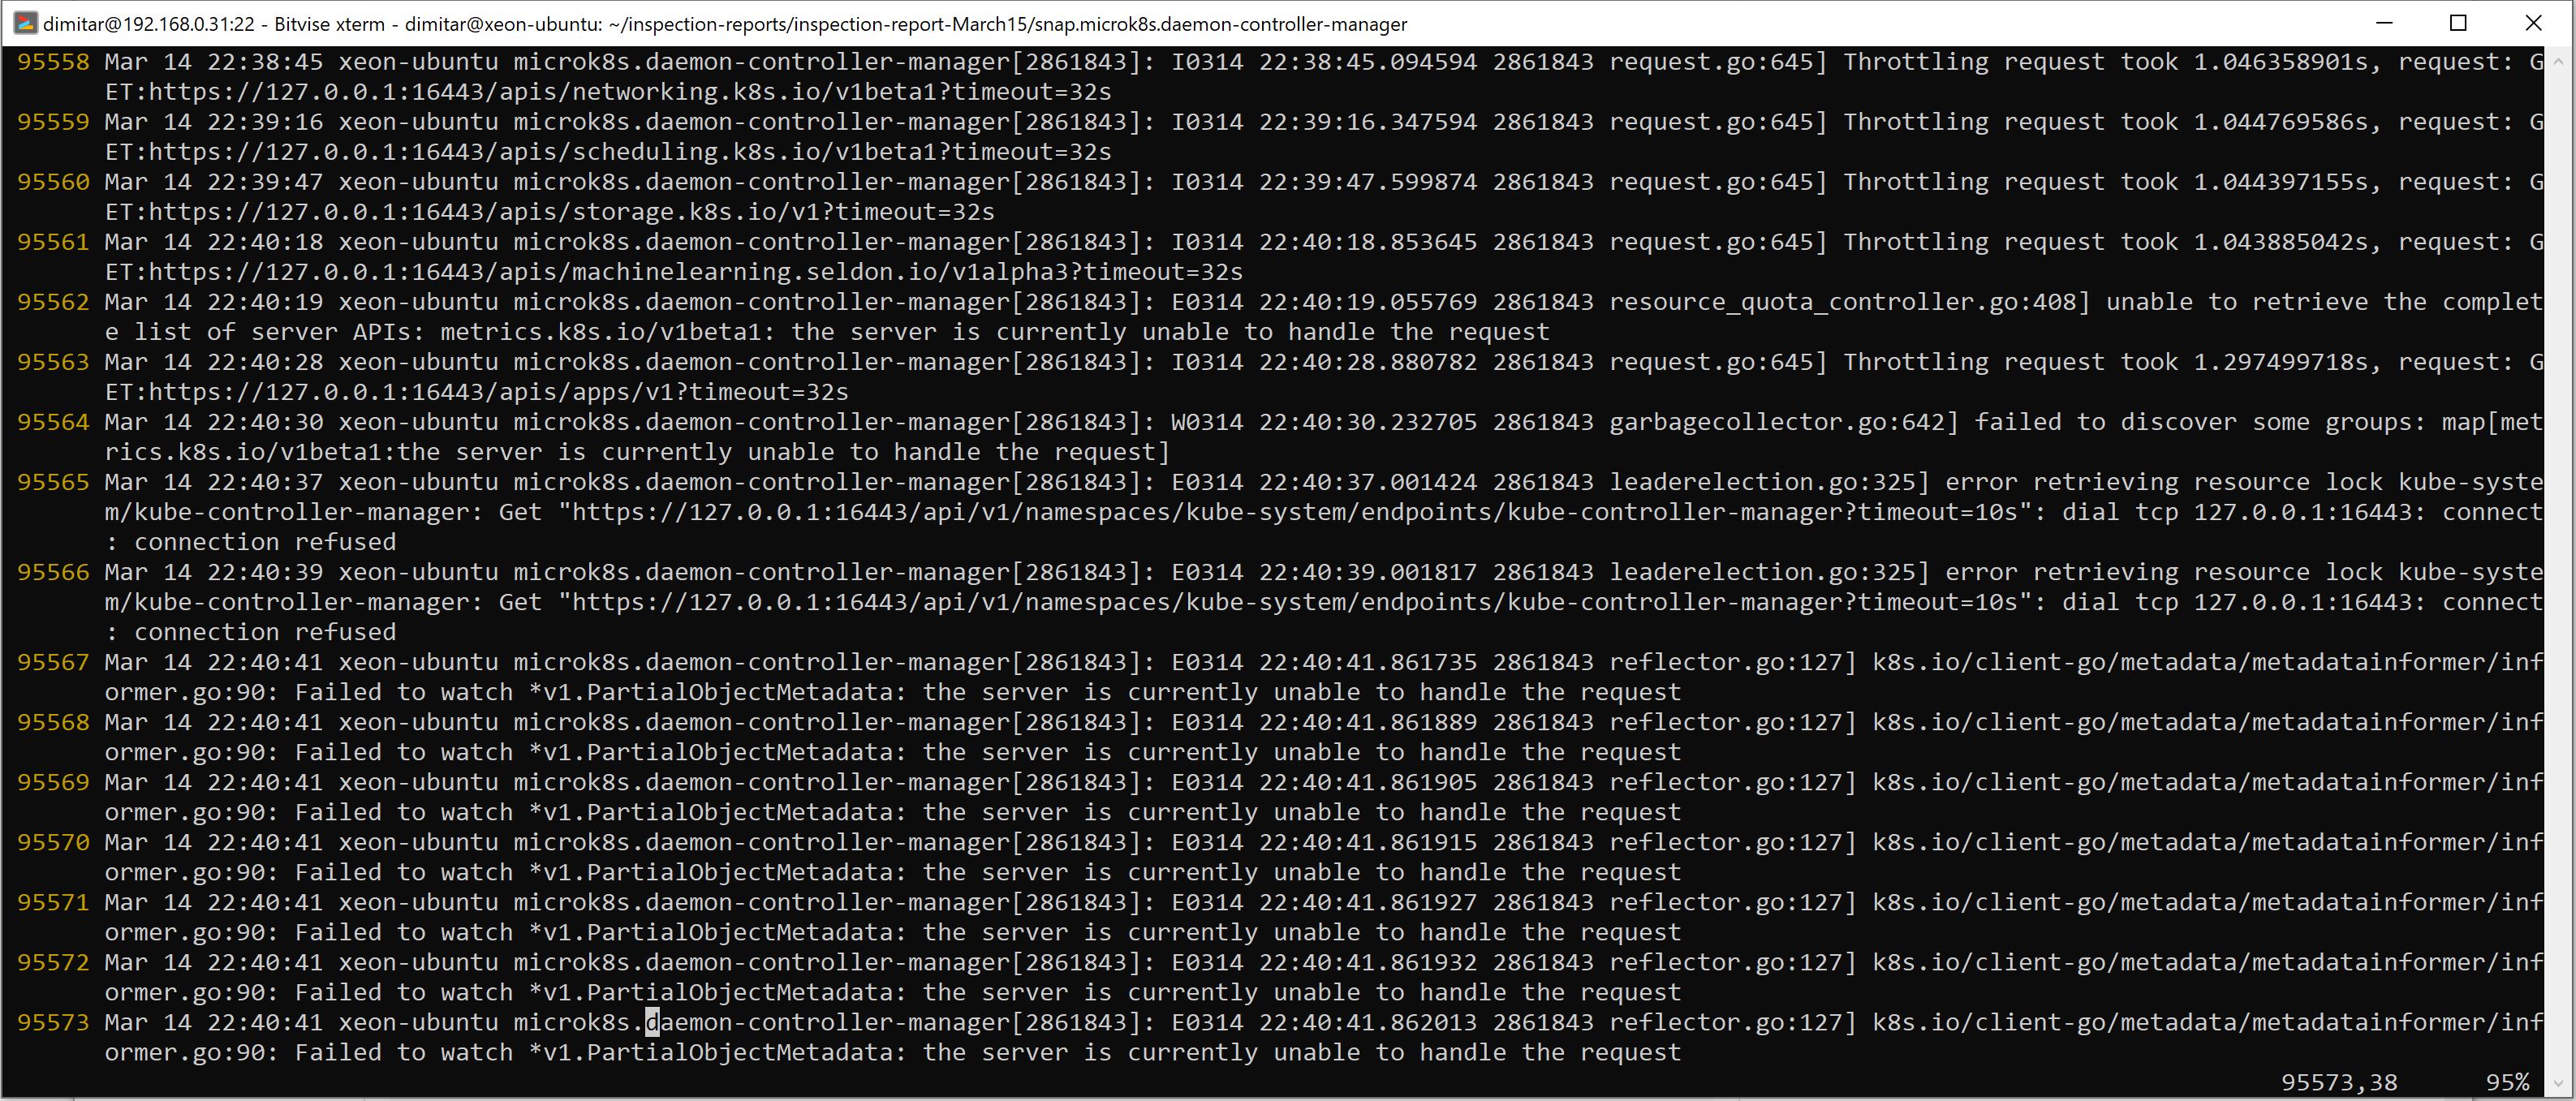 dimitar@192.168.0.31:22 - Bitvise xterm - dimitar@xeon-ubuntu: ~/inspection-reports/inspection-report-March15/snap.microk8s.daemon-controller-manager
95558 Mar 14 22:38:45 xeon-ubuntu microk8s.daemon-controller-manager[2861843]: I0314 22:38:45.094594 2861843 request.go:645] Throttling request took 1.046358901s, request: G
ET:https://127.0.0.1:16443/apis/networking.k8s.io/v1beta1?timeout=32s
95559 Mar 14 22:39:16 xeon-ubuntu microk8s.daemon-controller-manager[2861843]: I0314 22:39:16.347594 2861843 request.go:645] Throttling request took 1.044769586s, request: G
ET:https://127.0.0.1:16443/apis/scheduling.k8s.io/v1beta1?timeout=32s
95560 Mar 14 22:39:47 xeon-ubuntu microk8s.daemon-controller-manager[2861843]: I0314 22:39:47.599874 2861843 request.go:645] Throttling request took 1.044397155s, request: G
ET:https://127.0.0.1:16443/apis/storage.k8s.io/v1?timeout=32s
95561 Mar 14 22:40:18 xeon-ubuntu microk8s.daemon-controller-manager[2861843]: I0314 22:40:18.853645 2861843 request.go:645] Throttling request took 1.043885042s, request: G
ET:https://127.0.0.1:16443/apis/machinelearning.seldon.io/v1alpha3?timeout=32s
95562 Mar 14 22:40:19 xeon-ubuntu microk8s.daemon-controller-manager[2861843]: E0314 22:40:19.055769 2861843 resource_quota_controller.go:408] unable to retrieve the complet
e list of server APIs: metrics.k8s.io/v1beta1: the server is currently unable to handle the request
95563 Mar 14 22:40:28 xeon-ubuntu microk8s.daemon-controller-manager[2861843]: I0314 22:40:28.880782 2861843 request.go:645] Throttling request took 1.297499718s, request: G
ET:https://127.0.0.1:16443/apis/apps/v1?timeout=32s
95564 Mar 14 22:40:30 xeon-ubuntu microk8s.daemon-controller-manager[2861843]: W0314 22:40:30.232705 2861843 garbagecollector.go:642] failed to discover some groups: map[met
rics.k8s.io/v1beta1:the server is currently unable to handle the request]
95565 Mar 14 22:40:37 xeon-ubuntu microk8s.daemon-controller-manager[2861843]: E0314 22:40:37.001424 2861843 leaderelection.go:325] error retrieving resource lock kube-syste
m/kube-controller-manager: Get "https://127.0.0.1:16443/api/v1/namespaces/kube-system/endpoints/kube-controller-manager?timeout=10s": dial tcp 127.0.0.1:16443: connect
: connection refused
95566 Mar 14 22:40:39 xeon-ubuntu microk8s.daemon-controller-manager[2861843]: E0314 22:40:39.001817 2861843 leaderelection.go:325] error retrieving resource lock kube-syste
m/kube-controller-manager: Get "https://127.0.0.1:16443/api/v1/namespaces/kube-system/endpoints/kube-controller-manager?timeout=10s": dial tcp 127.0.0.1:16443: connect
: connection refused
95567 Mar 14 22:40:41 xeon-ubuntu microk8s.daemon-controller-manager[2861843]: E0314 22:40:41.861735 2861843 reflector.go:127] k8s.io/client-go/metadata/metadatainformer/inf
ormer.go:90: Failed to watch *v1.PartialObjectMetadata: the server is currently unable to handle the request
95568 Mar 14 22:40:41 xeon-ubuntu microk8s.daemon-controller-manager[2861843]: E0314 22:40:41.861889 2861843 reflector.go:127] k8s.io/client-go/metadata/metadatainformer/inf
ormer.go:90: Failed to watch *v1.PartialObjectMetadata: the server is currently unable to handle the request
95569 Mar 14 22:40:41 xeon-ubuntu microk8s.daemon-controller-manager[2861843]: E0314 22:40:41.861905 2861843 reflector.go:127] k8s.io/client-go/metadata/metadatainformer/inf
ormer.go:90: Failed to watch *v1.PartialObjectMetadata: the server is currently unable to handle the request
95570 Mar 14 22:40:41 xeon-ubuntu microk8s.daemon-controller-manager[2861843]: E0314 22:40:41.861915 2861843 reflector.go:127] k8s.io/client-go/metadata/metadatainformer/inf
ormer.go:90: Failed to watch *v1.PartialObjectMetadata: the server is currently unable to handle the request
95571 Mar 14 22:40:41 xeon-ubuntu microk8s.daemon-controller-manager[2861843]: E0314 22:40:41.861927 2861843 reflector.go:127] k8s.io/client-go/metadata/metadatainformer/inf
ormer.go:90: Failed to watch *v1.PartialObjectMetadata: the server is currently unable to handle the request
95572 Mar 14 22:40:41 xeon-ubuntu microk8s.daemon-controller-manager[2861843]: E0314 22:40:41.861932 2861843 reflector.go:127] k8s.io/client-go/metadata/metadatainformer/inf
ormer.go:90: Failed to watch *v1.PartialObjectMetadata: the server is currently unable to handle the request
95573 Mar 14 22:40:41 xeon-ubuntu microk8s.daemon-controller-manager[2861843]: E0314 22:40:41.862013 2861843 reflector.go:127] k8s.io/client-go/metadata/metadatainformer/inf
ormer.go:90: Failed to watch *v1.PartialObjectMetadata: the server is currently unable to handle the request
95573,38 95%